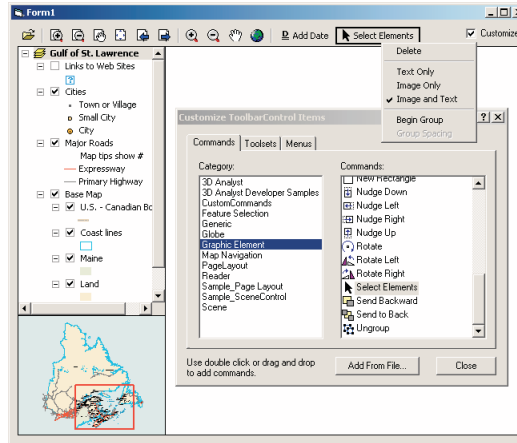 Form1
D Add Date
Select Elements
Customize
Delete
Text Only
Image Only
Image and Text
Begin Group
Group Spacing
Gulf of St. Lawrence
Links to Web Sites
Cities
Town or Village
Small City
City
Major Roads
Map tips show #
Expressway
Primary Highway
Base Map
U.S. - Canadian Bo
Coast lines
Maine
Land
Customize ToolbarControl Items
Commands
Toolsets
Menus
Category:
3D Analyst
3D Analyst Developer Samples
CustomCommands
Feature Selection
Generic
Globe
Graphic Element
Map Navigation
PageLayout
Reader
Sample_Page Layout
Sample_SceneControl
Scene
Commands:
New Rectangle
Nudge Down
Nudge Left
Nudge Right
Nudge Up
Rotate
Rotate Left
Rotate Right
Select Elements
Send Backward
Send to Back
Ungroup
Use double click or drag and drop
to add commands.
Add From File...
Close